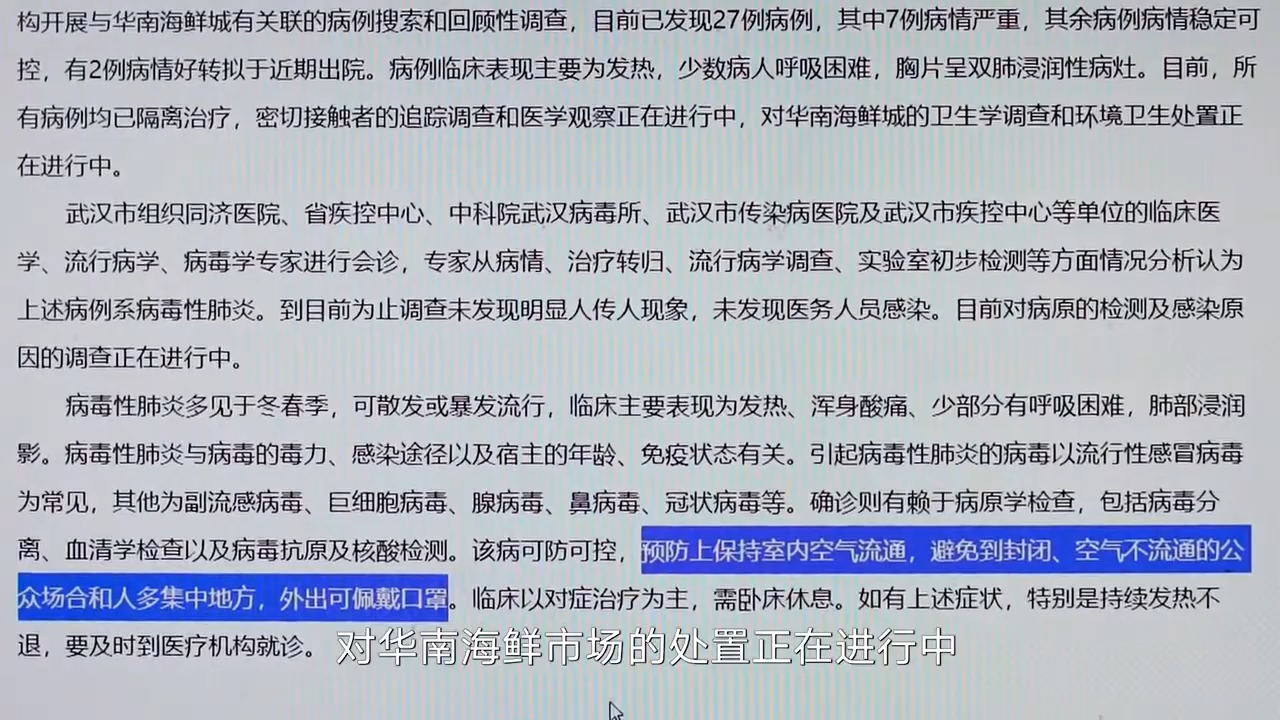 构开展与华南海鲜城有关联的病例搜索和回顾性调查，目前已发现27例病例，其中7例病情严重，其余病例病情稳定可
控，有2例病情好转拟于近期出院。病例临床表现主要为发热，少数病人呼吸困难，胸片呈双肺浸润性病灶。目前，所
有病例均已隔离治疗，密切接触者的追踪调查和医学观察正在进行中，对华南海鲜城的卫生学调查和环境卫生处置正
在进行中。
武汉市组织同济医院、省疾控中心、中科院武汉病毒所、武汉市传染病医院及武汉市疾控中心等单位的临床医
学、流行病学、病毒学专家进行会诊，专家从病情、治疗转归、流行病学调查、实验室初步检测等方面情况分析认为
上述病例系病毒性肺炎。到目前为止调查未发现明显人传人现象，未发现医务人员感染。目前对病原的检测及感染原
因的调查正在进行中。
病毒性肺炎多见于冬春季，可散发或暴发流行，临床主要表现为发热、浑身酸痛、少部分有呼吸困难，肺部浸润
影。病毒性肺炎与病毒的毒力、感染途径以及宿主的年龄、免疫状态有关。引起病毒性肺炎的病毒以流行性感冒病毒
为常见，其他为副流感病毒、巨细胞病毒、腺病毒、鼻病毒、冠状病毒等。确诊则有赖于病原学检查，包括病毒分
离、血清学检查以及病毒抗原及核酸检测。该病可防可控，预防上保持室内空气流通，避免到封闭、空气不流通的公
众场合和人多集中地方，外出可佩戴口罩。临床以对症治疗为主，需卧床休息。如有上述症状，特别是持续发热不
退，要及时到医疗机构就诊。
对华南海鲜市场的处置正在进行中